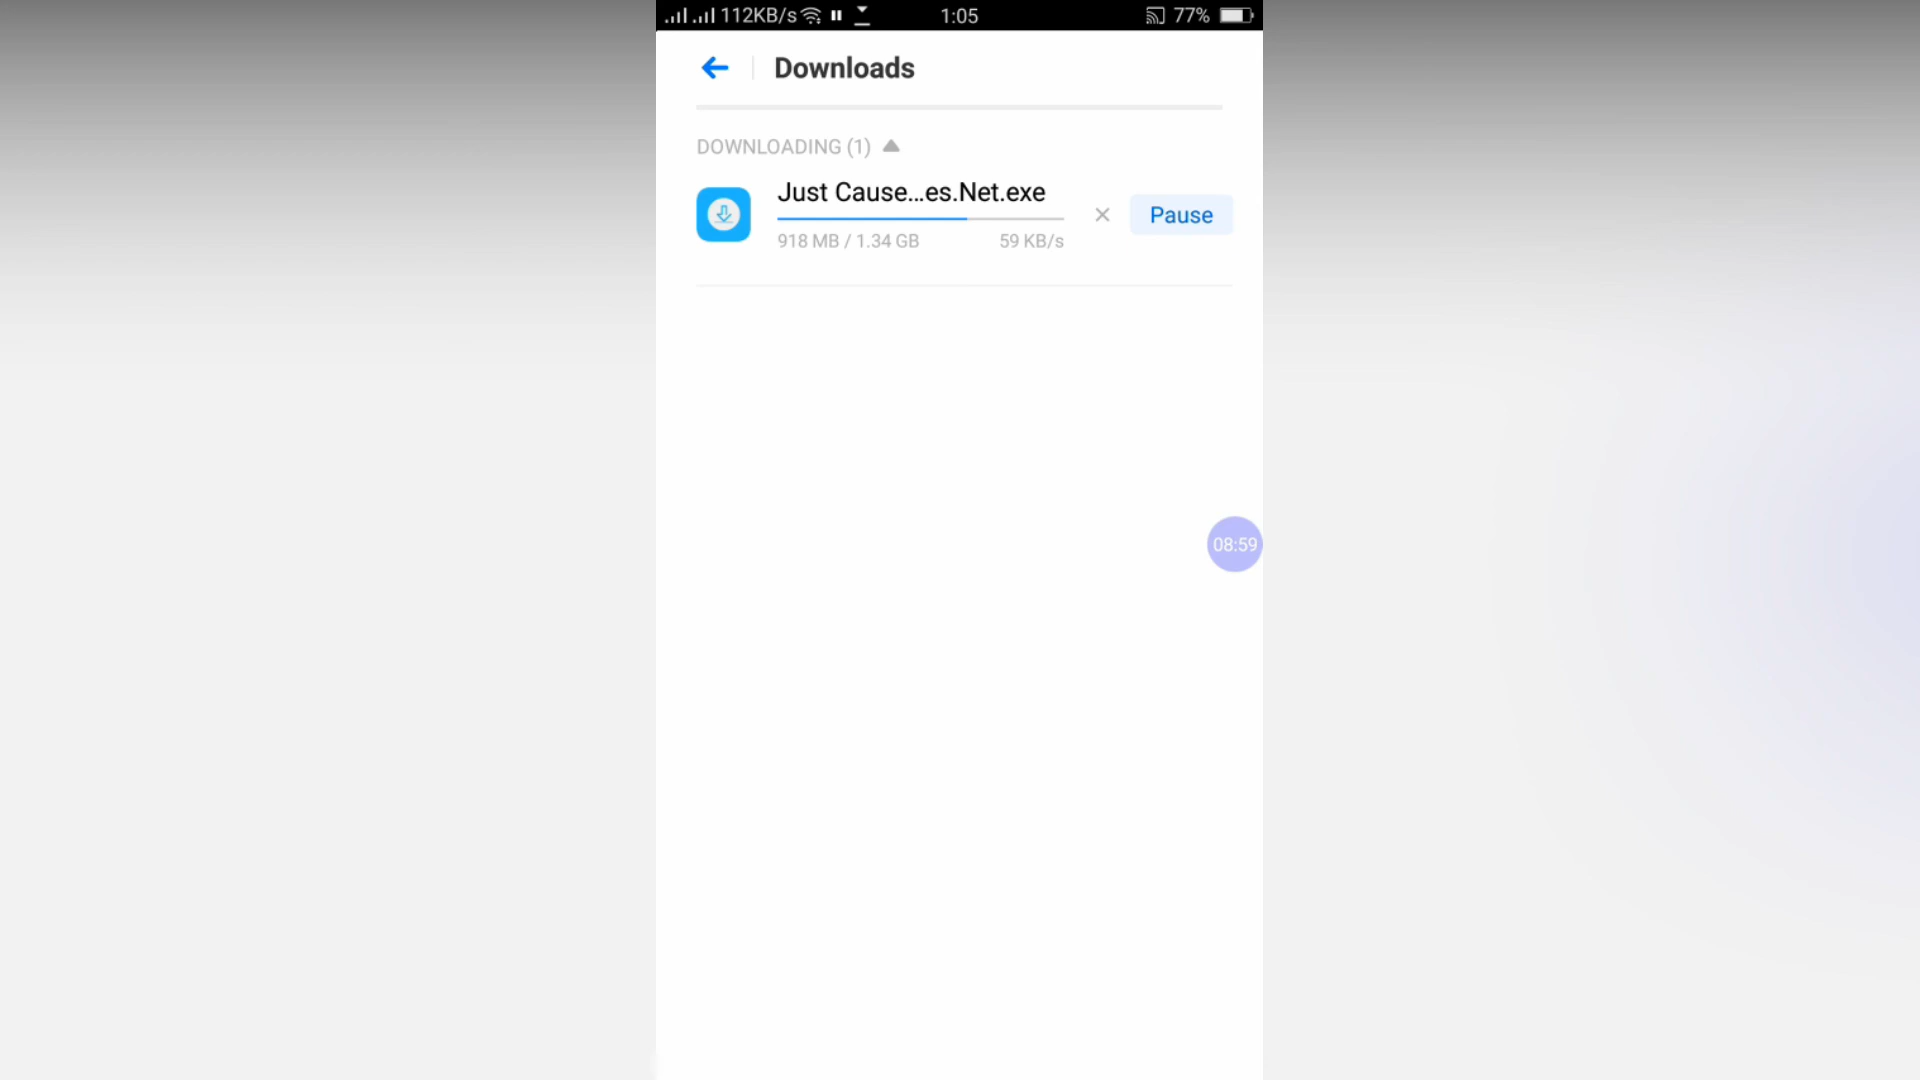 112KB/s 1:05 77%
Downloads
DOWNLOADING (1)
Just Cause...es.Net.exe
Pause
918 MB / 1.34 GB 59 KB/s
08:59